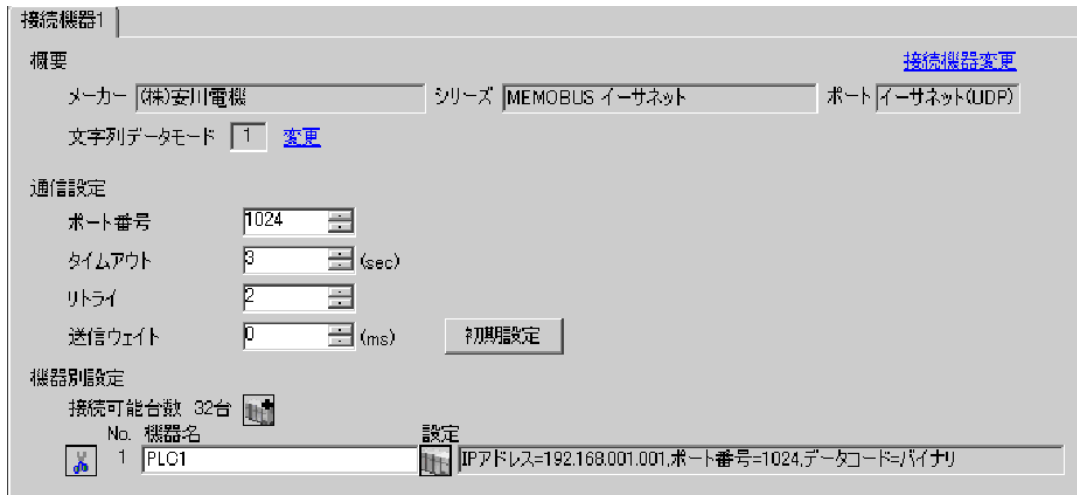 接続機器1
概要 接続機器変更
メーカー (株)安川電機 シリーズ MEMOBUS イーサネット ポート イーサネット(UDP)
文字列データモード 1 変更
通信設定
ポート番号 1024
タイムアウト 3 (sec)
リトライ 2
送信ウェイト 0 (ms) 初期設定
機器別設定
接続可能台数 32台
No. 機器名 設定
1 PLC1 IPアドレス=192.168.001.001,ポート番号=1024,データコード=バイナリ